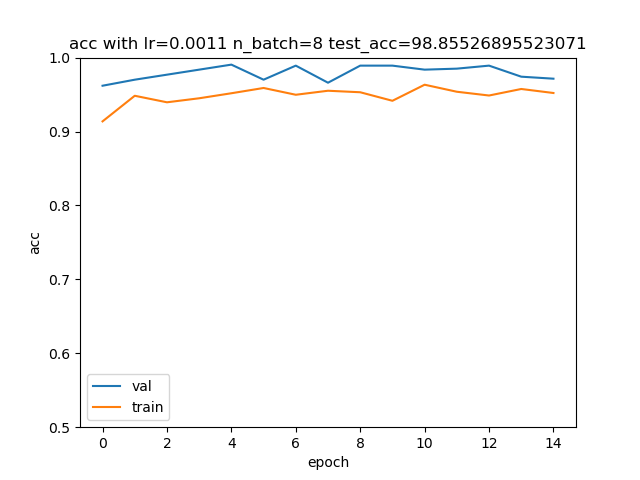 acc with lr=0.0011 n_batch=8 test_acc=98.85526895523071
1.0
0.9
0.8
0.7
0.6
0.5
acc
val
train
0 2 4 6 8 10 12 14
epoch